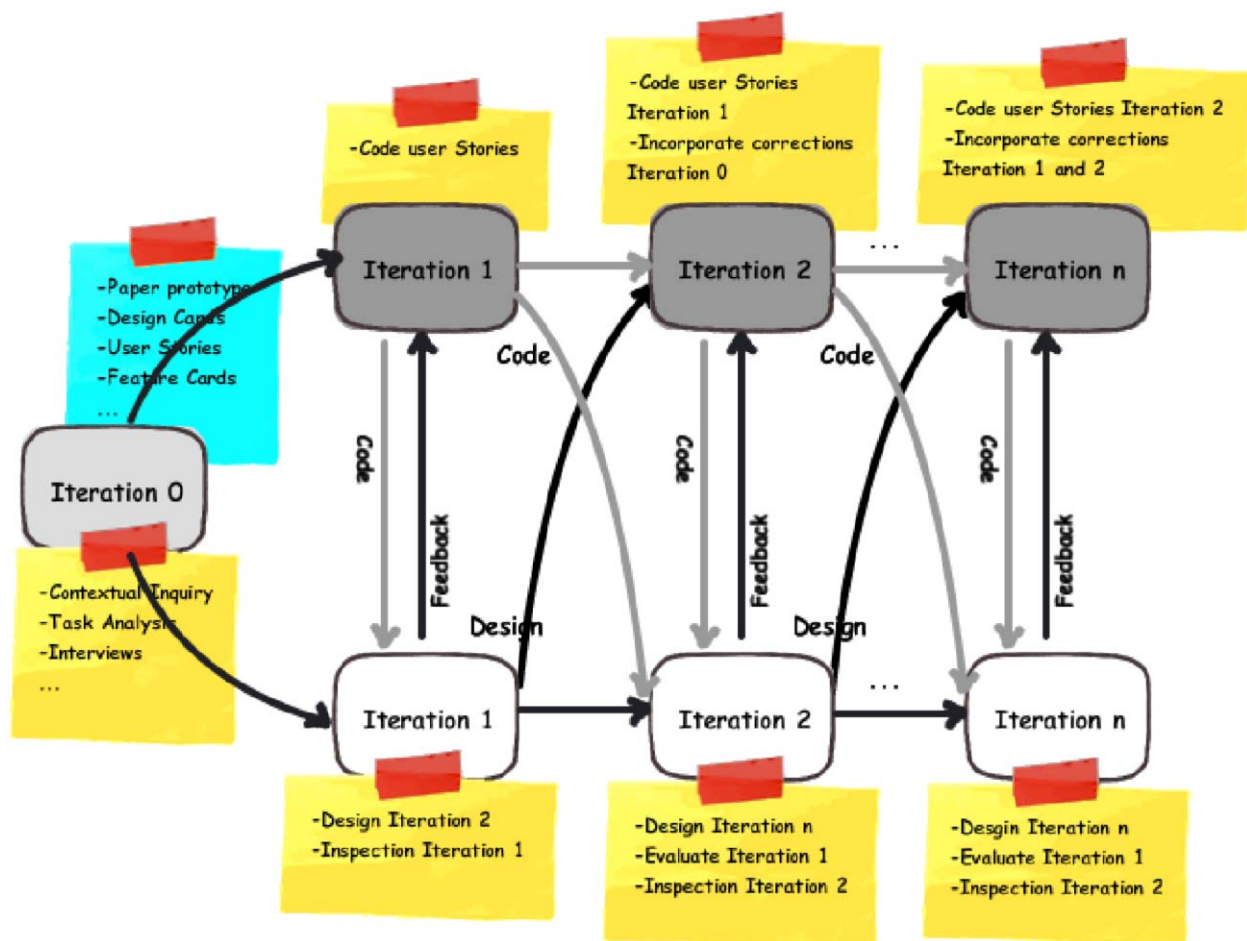 -Code user Stories
-Code user Stories
Iteration 1
-Incorporate corrections
Iteration 0
-Code user Stories Iteration 2
-Incorporate corrections
Iteration 1 and 2
-Paper prototype
-Design Cards
-User Stories
-Feature Cards
...
Iteration 1
Iteration 2
...
Iteration n
Code
Code
Iteration 0
Code
Feedback
Code
Feedback
Code
Feedback
-Contextual Inquiry
-Task Analysis
-Interviews
...
Design
Design
Iteration 1
Iteration 2
...
Iteration n
-Design Iteration 2
-Inspection Iteration 1
-Design Iteration n
-Evaluate Iteration 1
-Inspection Iteration 2
-Desgin Iteration n
-Evaluate Iteration 1
-Inspection Iteration 2